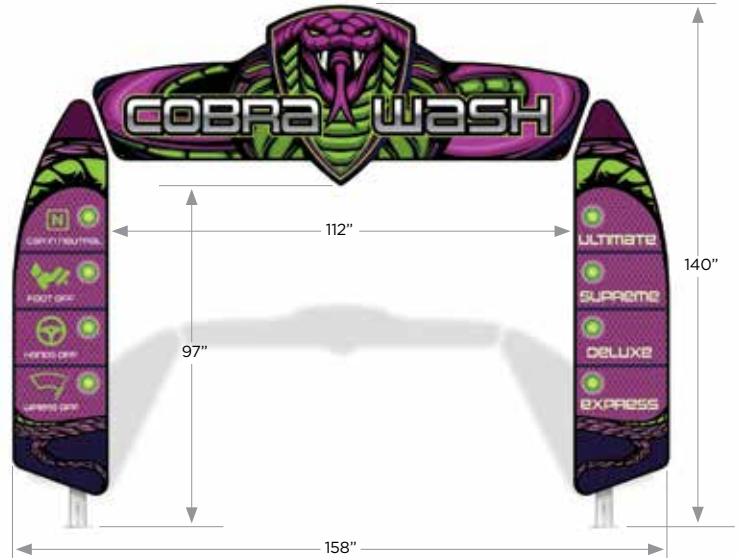 COBRA WASH
N
CAR IN NEUTRAL
FOOT OFF
HANDS OFF
WIPERS OFF
ULTIMATE
SUPREME
DELUXE
EXPRESS
112”
140”
97”
158”